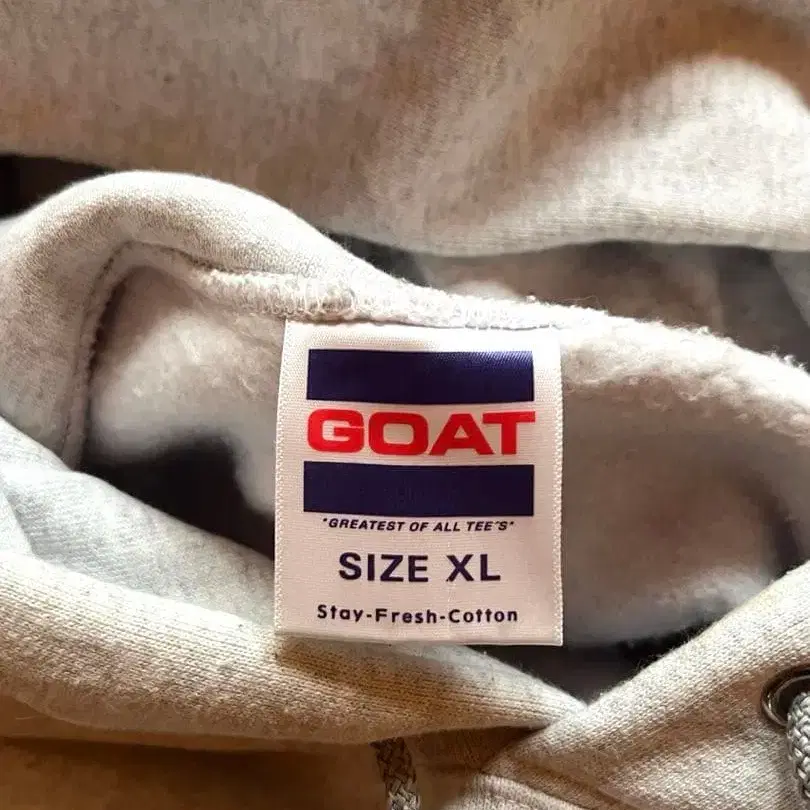 GOAT
"GREATEST OF ALL TEE'S"
SIZE XL
Stay-Fresh-Cotton